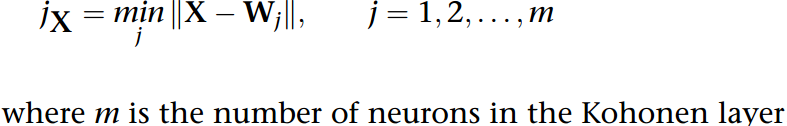 j_X = min_j ‖X − W_j‖, j = 1, 2, . . . , m
where m is the number of neurons in the Kohonen layer